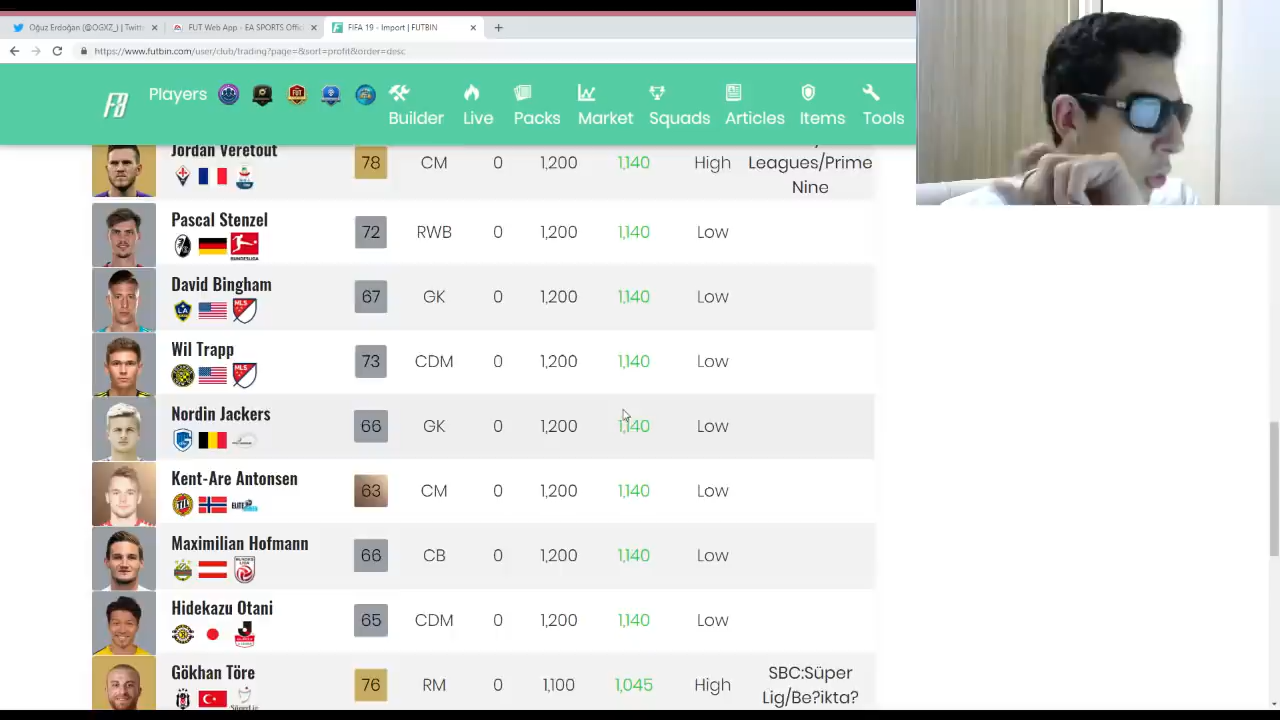 Oğuz Erdoğan (@OGXZ_) | Twitt
FUT Web App - EA SPORTS Offic
FIFA 19 - Import | FUTBIN
https://www.futbin.com/user/club/trading?page=&sort=profit&order=desc
Players
Builder Live Packs Market Squads Articles Items Tools
Jordan Veretout 78 CM 0 1,200 1,140 High Leagues/Prime
Nine
Pascal Stenzel 72 RWB 0 1,200 1,140 Low
BUNDESLIGA
David Bingham 67 GK 0 1,200 1,140 Low
LA MLS
Wil Trapp 73 CDM 0 1,200 1,140 Low
MLS
Nordin Jackers 66 GK 0 1,200 1,140 Low
Kent-Are Antonsen 63 CM 0 1,200 1,140 Low
Maximilian Hofmann 66 CB 0 1,200 1,140 Low
Hidekazu Otani 65 CDM 0 1,200 1,140 Low
Gökhan Töre 76 RM 0 1,100 1,045 High SBC:Süper
Lig/Be?ikta?